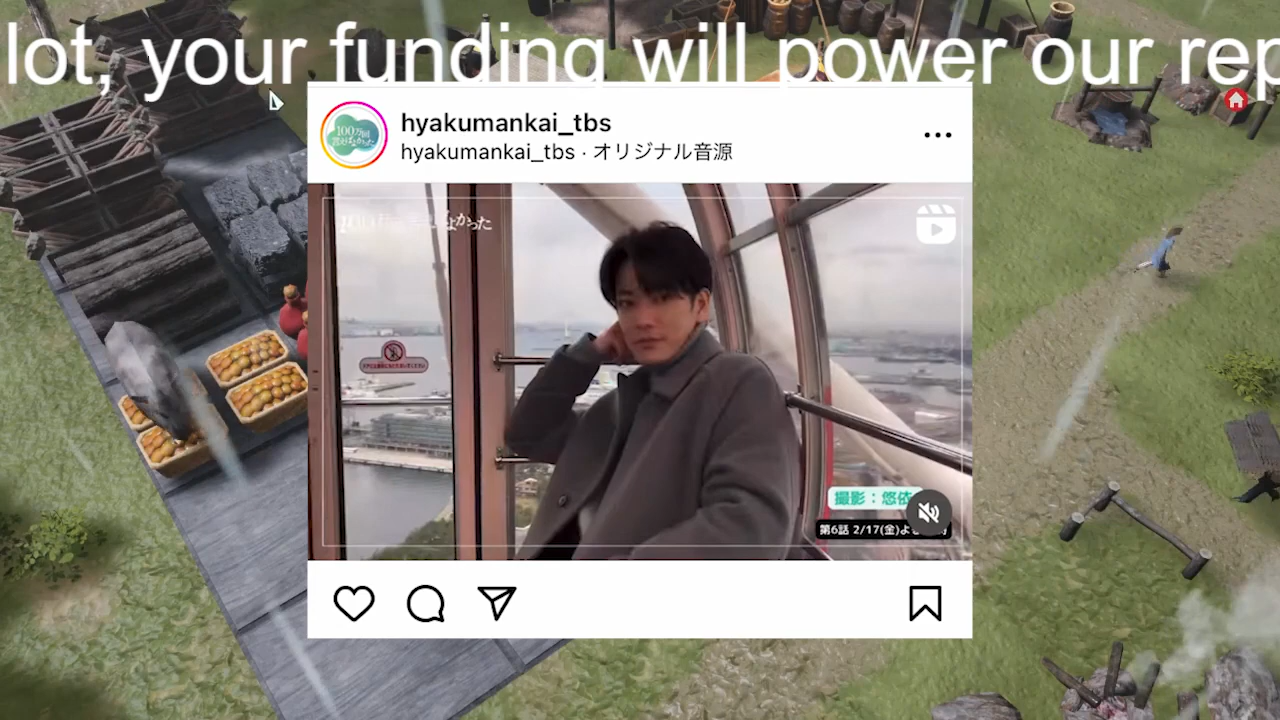 lot, your funding will power our rep
hyakumankai_tbs
hyakumankai_tbs · オリジナル音源
100万回
言えばよかった
撮影：悠依
第6話 2/17(金)よ